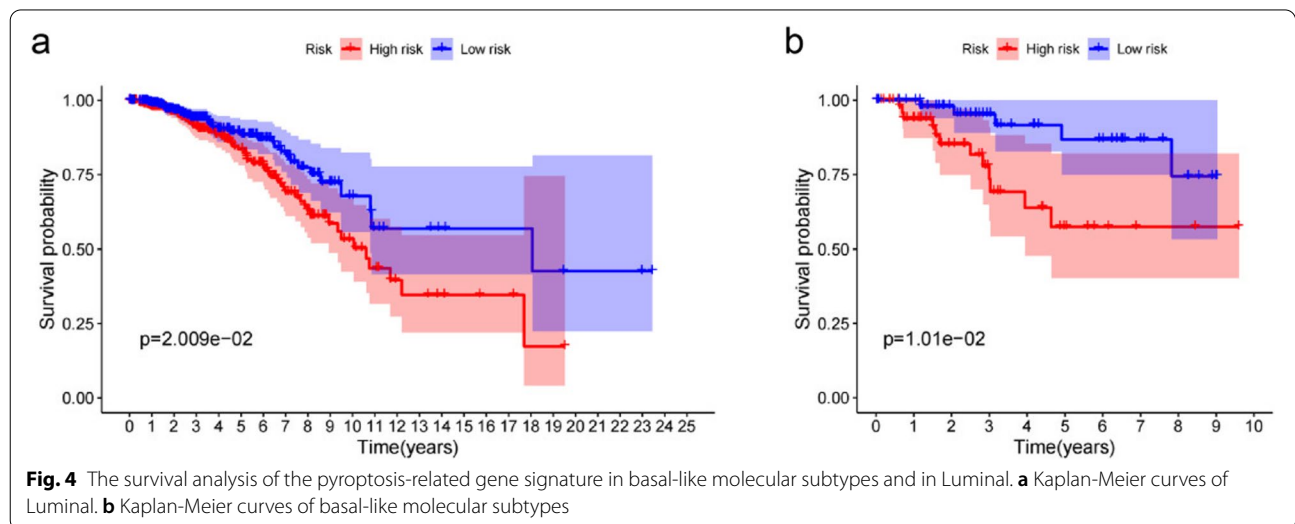 a
Risk High risk Low risk
1.00
0.75
0.50
0.25
0.00
Survival probability
p=2.009e−02
0 1 2 3 4 5 6 7 8 9 10 11 12 13 14 15 16 17 18 19 20 21 22 23 24 25
Time(years)
b
Risk High risk Low risk
1.00
0.75
0.50
0.25
0.00
Survival probability
p=1.01e−02
0 1 2 3 4 5 6 7 8 9 10
Time(years)
Fig. 4 The survival analysis of the pyroptosis-related gene signature in basal-like molecular subtypes and in Luminal. a Kaplan-Meier curves of
Luminal. b Kaplan-Meier curves of basal-like molecular subtypes